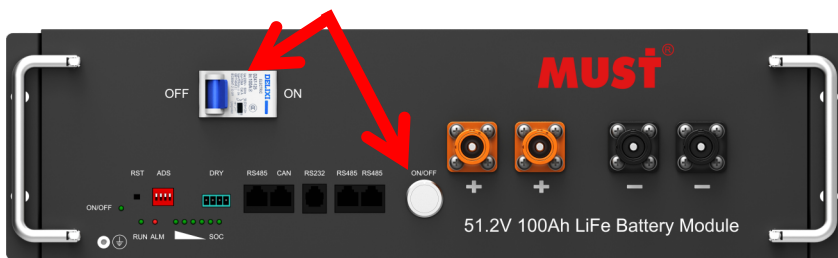 MUST®
OFF
DELIXI
ON
RST
ADS
DRY
RS485
CAN
RS232
RS485
RS485
ON/OFF
+
+
−
−
ON/OFF
RUN
ALM
SOC
51.2V 100Ah LiFe Battery Module